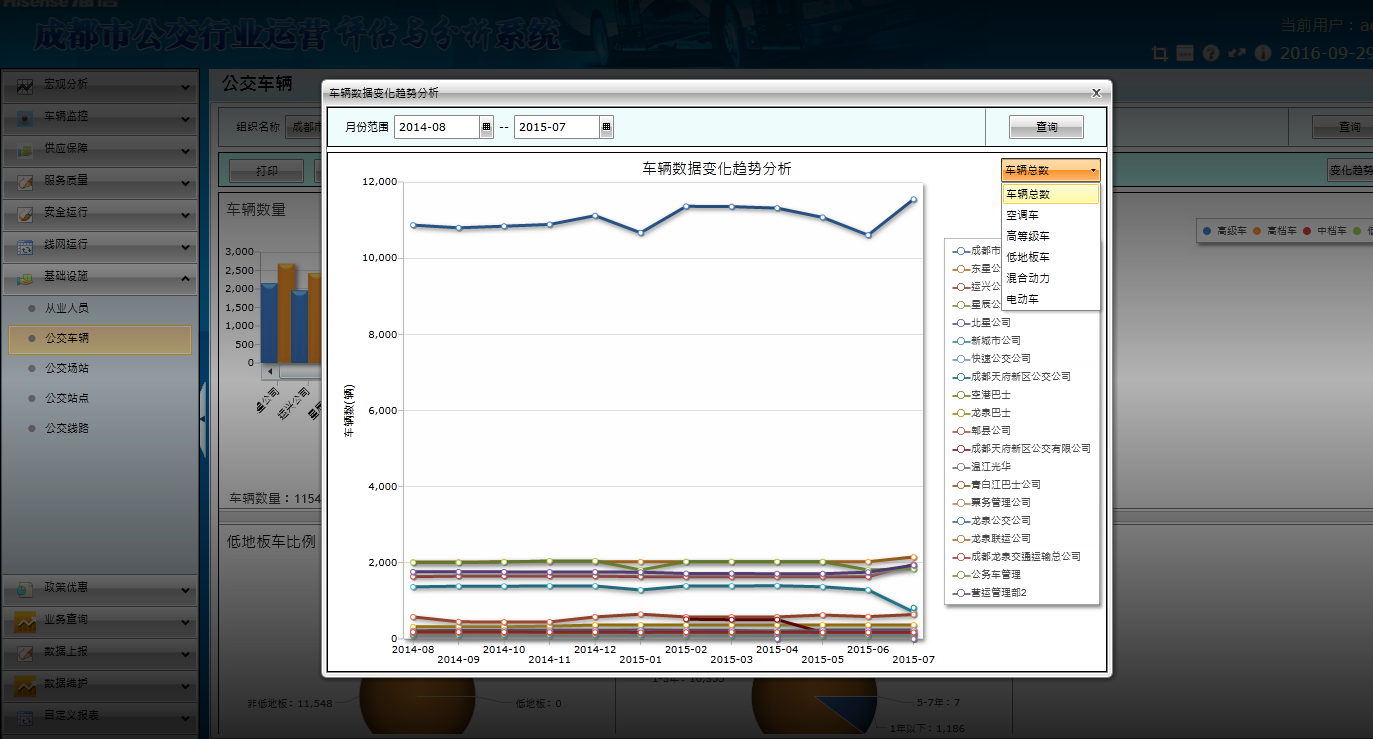 Hisense海信
成都市公交行业运营评估与分析系统
当前用户：ad
2016-09-29
宏观分析
车辆监控
供应保障
服务质量
安全运行
线网运行
基础设施
从业人员
公交车辆
公交场站
公交站点
公交线路
政策优惠
业务查询
数据上报
数据维护
自定义报表
公交车辆
组织名称
成都市
查询
打印
变化趋势
车辆数量
3,000
2,500
2,000
1,500
1,000
500
0
星公司
运兴公司
车辆数量：1154
高级车
高档车
中档车
低地板车比例
非低地板：11,548
低地板：0
5-7年：7
1年以下：1,186
车辆数据变化趋势分析
月份范围
2014-08
--
2015-07
查询
车辆数据变化趋势分析
车辆总数
车辆总数
空调车
高等级车
低地板车
混合动力
电动车
12,000
10,000
8,000
6,000
4,000
2,000
0
车辆数(辆)
2014-08
2014-09
2014-10
2014-11
2014-12
2015-01
2015-02
2015-03
2015-04
2015-05
2015-06
2015-07
成都市
东星公
运兴公
星辰公
北星公司
新城市公司
快速公交公司
成都天府新区公交公司
空港巴士
龙泉巴士
郫县公司
成都天府新区公交有限公司
温江光华
青白江巴士公司
票务管理公司
龙泉公交公司
龙泉联运公司
成都龙泉交通运输总公司
公务车管理
营运管理部2